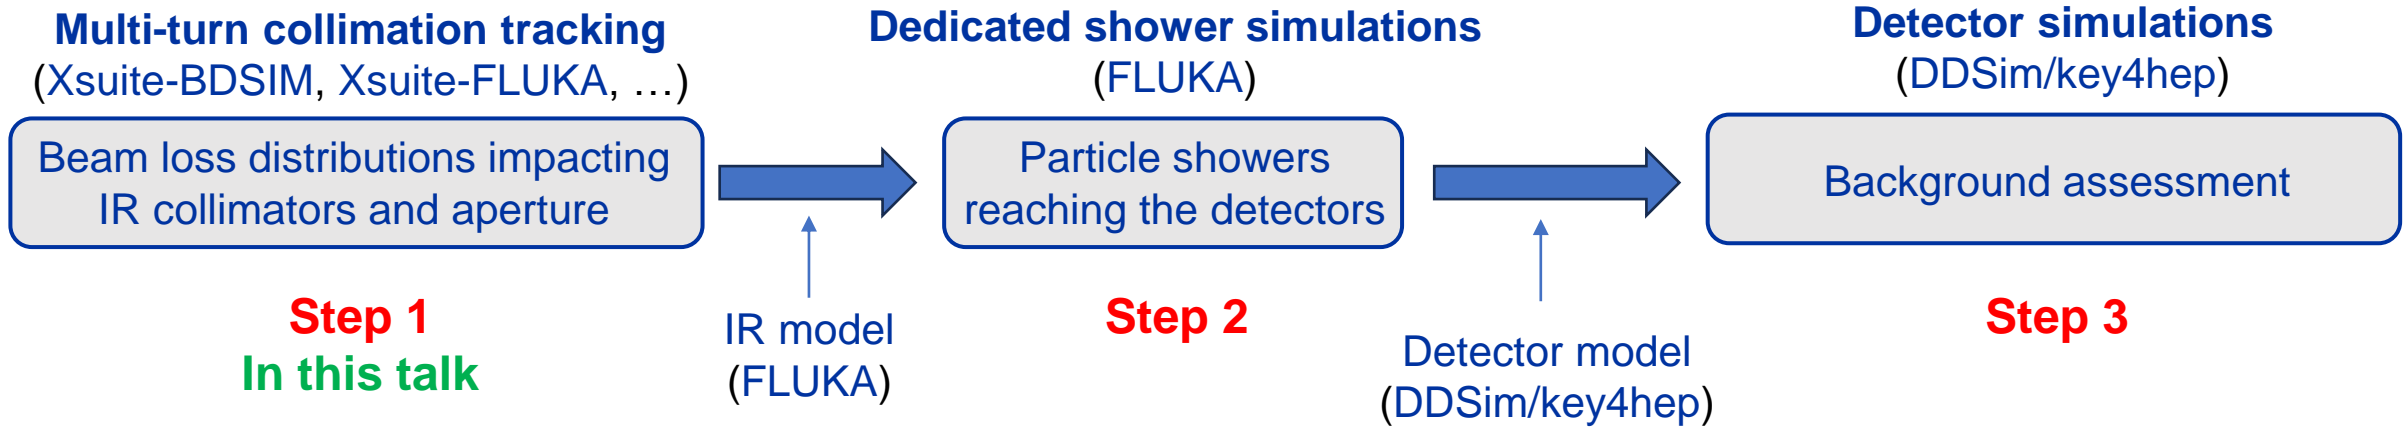 Multi-turn collimation tracking
(Xsuite-BDSIM, Xsuite-FLUKA, …)
Beam loss distributions impacting
IR collimators and aperture
Step 1
In this talk
IR model
(FLUKA)
Dedicated shower simulations
(FLUKA)
Particle showers
reaching the detectors
Step 2
Detector model
(DDSim/key4hep)
Detector simulations
(DDSim/key4hep)
Background assessment
Step 3